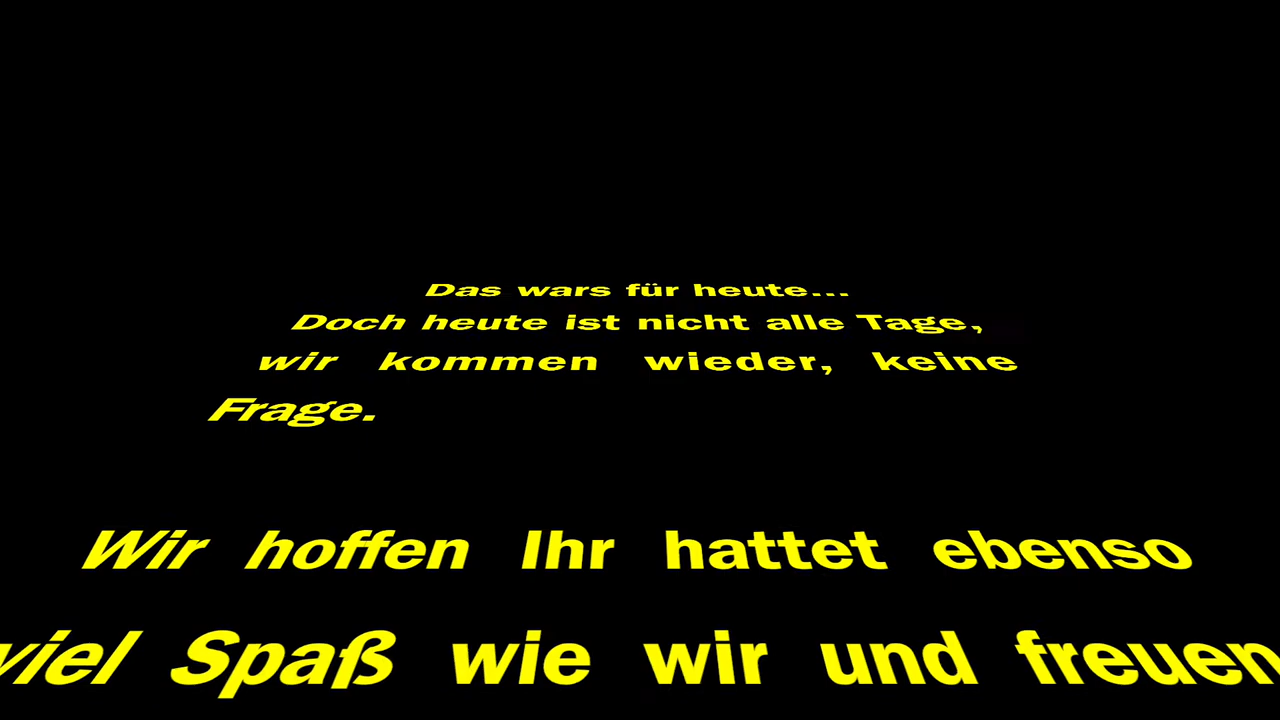 Das wars für heute...
Doch heute ist nicht alle Tage,
wir kommen wieder, keine
Frage.
Wir hoffen Ihr hattet ebenso
viel Spaß wie wir und freuen